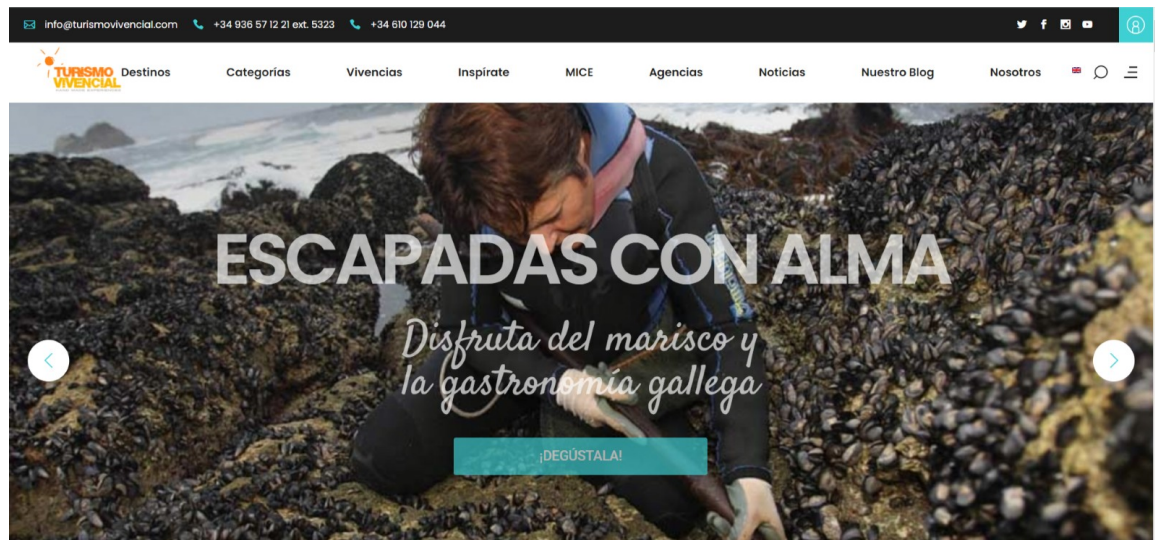 info@turismovivencial.com +34 936 57 12 21 ext. 5323 +34 610 129 044
TURISMO
VIVENCIAL
Destinos Categorías Vivencias Inspírate MICE Agencias Noticias Nuestro Blog Nosotros
ESCAPADAS CON ALMA
Disfruta del marisco y
la gastronomía gallega
¡DEGÚSTALA!